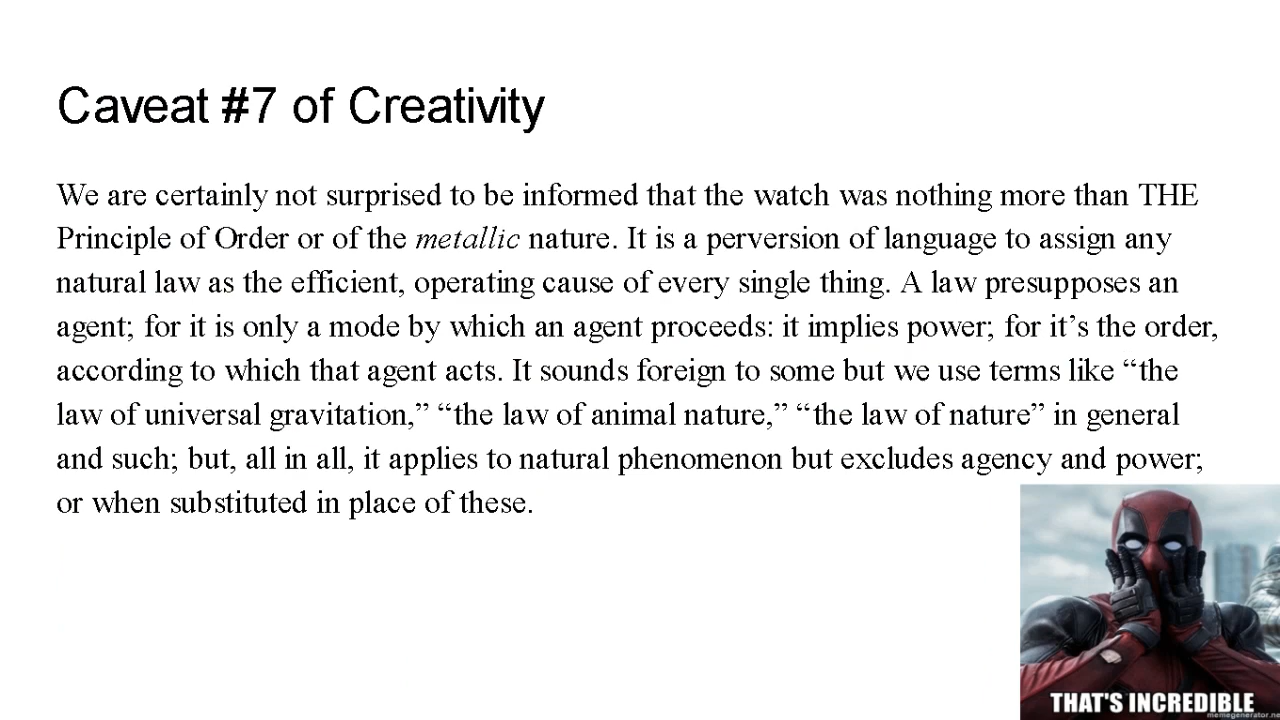 Caveat #7 of Creativity
We are certainly not surprised to be informed that the watch was nothing more than THE
Principle of Order or of the metallic nature. It is a perversion of language to assign any
natural law as the efficient, operating cause of every single thing. A law presupposes an
agent; for it is only a mode by which an agent proceeds: it implies power; for it’s the order,
according to which that agent acts. It sounds foreign to some but we use terms like “the
law of universal gravitation,” “the law of animal nature,” “the law of nature” in general
and such; but, all in all, it applies to natural phenomenon but excludes agency and power;
or when substituted in place of these.
THAT'S INCREDIBLE
memegenerator.ne